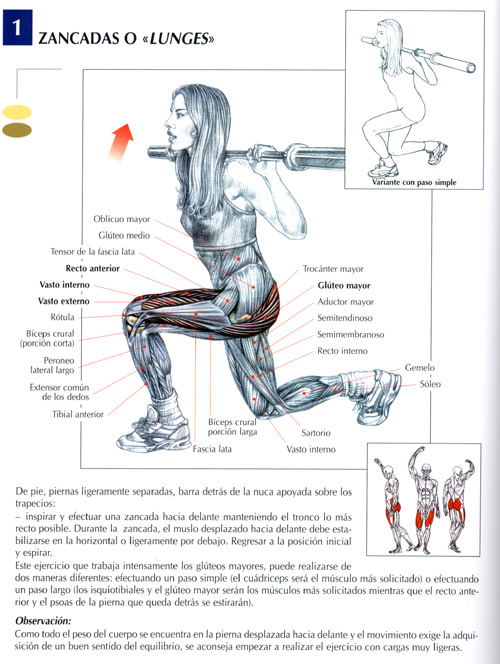 1
ZANCADAS O «LUNGES»
Variante con paso simple
Oblicuo mayor
Glúteo medio
Tensor de la fascia lata
Recto anterior
Vasto interno
Vasto externo
Rótula
Bíceps crural
(porción corta)
Peroneo
lateral largo
Extensor común
de los dedos
Tibial anterior
Trocánter mayor
Glúteo mayor
Aductor mayor
Semitendinoso
Semimembranoso
Recto interno
Gemelo
Sóleo
Bíceps crural
porción larga
Fascia lata
Sartorio
Vasto interno
De pie, piernas ligeramente separadas, barra detrás de la nuca apoyada sobre los
trapecios:
– inspirar y efectuar una zancada hacia delante manteniendo el tronco lo más
recto posible. Durante la zancada, el muslo desplazado hacia delante debe esta-
bilizarse en la horizontal o ligeramente por debajo. Regresar a la posición inicial
y espirar.
Este ejercicio que trabaja intensamente los glúteos mayores, puede realizarse de
dos maneras diferentes: efectuando un paso simple (el cuádriceps será el músculo más solicitado) o efectuando
un paso largo (los isquiotibiales y el glúteo mayor serán los músculos más solicitados mientras que el recto ante-
rior y el psoas de la pierna que queda detrás se estirarán).
Observación:
Como todo el peso del cuerpo se encuentra en la pierna desplazada hacia delante y el movimiento exige la adqui-
sición de un buen sentido del equilibrio, se aconseja empezar a realizar el ejercicio con cargas muy ligeras.